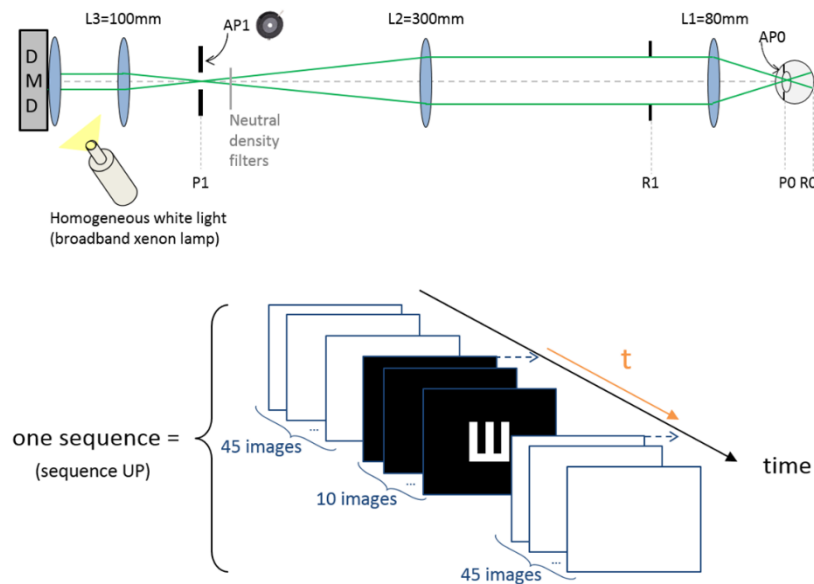 L3=100mm
AP1
L2=300mm
L1=80mm
AP0
D
M
D
Neutral
density
filters
P1
R1
P0 R0
Homogeneous white light
(broadband xenon lamp)
one sequence =
(sequence UP)
45 images
...
10 images
...
45 images
...
t
time
E